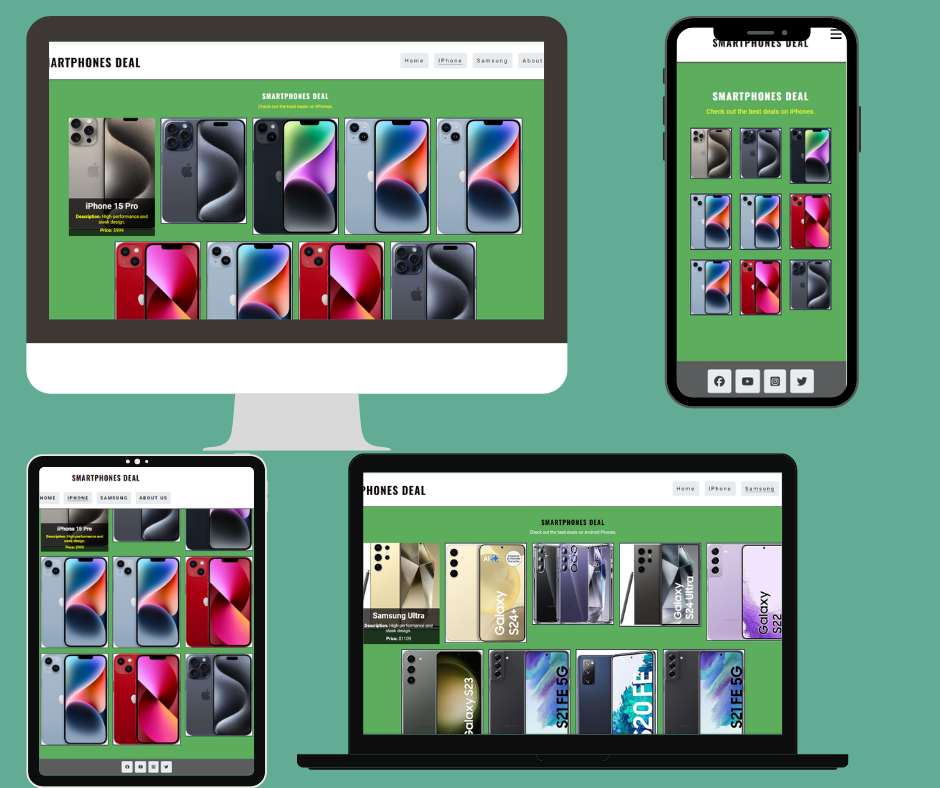 ARTPHONES DEAL
Home IPhone Samsung About
SMARTPHONES DEAL
Check out the best deals on iPhones.
iPhone 15 Pro
Description: High-performance and
sleek design.
Price: $999
SMARTPHONES DEAL
SMARTPHONES DEAL
Check out the best deals on iPhones.
SMARTPHONES DEAL
HOME IPHONE SAMSUNG ABOUT US
iPhone 15 Pro
Description: High-performance and
sleek design.
Price: $999
PHONES DEAL
Home IPhone Samsung
SMARTPHONES DEAL
Check out the best deals on Android Phones.
Samsung Ultra
Description: High-performance and
sleek design.
Price: $1109
Galaxy
S24+
Galaxy
S24 Ultra
Galaxy
S22
Galaxy S23
S21 FE 5G
S20 FE
S21 FE 5G